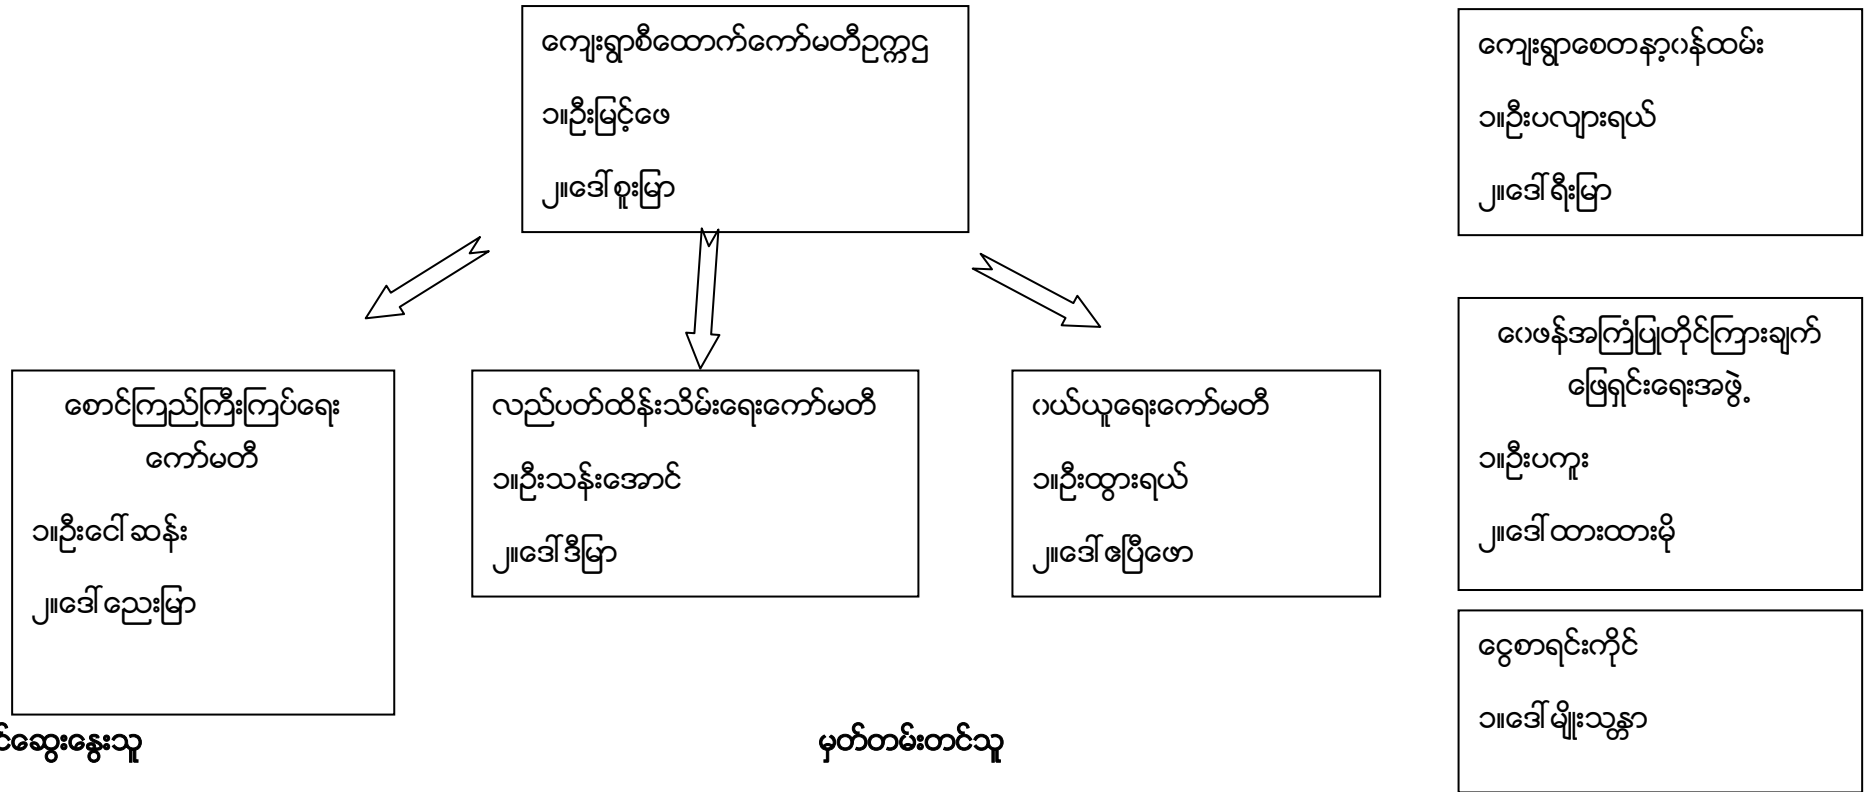 ကျေးရွာစီထောက်ကော်မတီဥက္ကဌ
၁။ဦးမြင့်ဖေ
၂။ဒေါ်စူးမြာ
ကျေးရွာစေတနာ့ဝန်ထမ်း
၁။ဦးပလျားရယ်
၂။ဒေါ်ရီးမြာ
စောင်ကြည်ကြီးကြပ်ရေး
ကော်မတီ
၁။ဦးငေါ်ဆန်း
၂။ဒေါ်ညေးမြာ
လည်ပတ်ထိန်းသိမ်းရေးကော်မတီ
၁။ဦးသန်းအောင်
၂။ဒေါ်ဒီမြာ
ဝယ်ယူရေးကော်မတီ
၁။ဦးထွားရယ်
၂။ဒေါ်ဧပြီဖော
ဝေဖန်အကြံပြုတိုင်ကြားချက်
ဖြေရှင်းရေးအဖွဲ့
၁။ဦးပကူး
၂။ဒေါ်ထားထားမို
ငွေစာရင်းကိုင်
၁။ဒေါ်မျိုးသန္တာ
ဆွေးနွေးသူ
မှတ်တမ်းတင်သူ